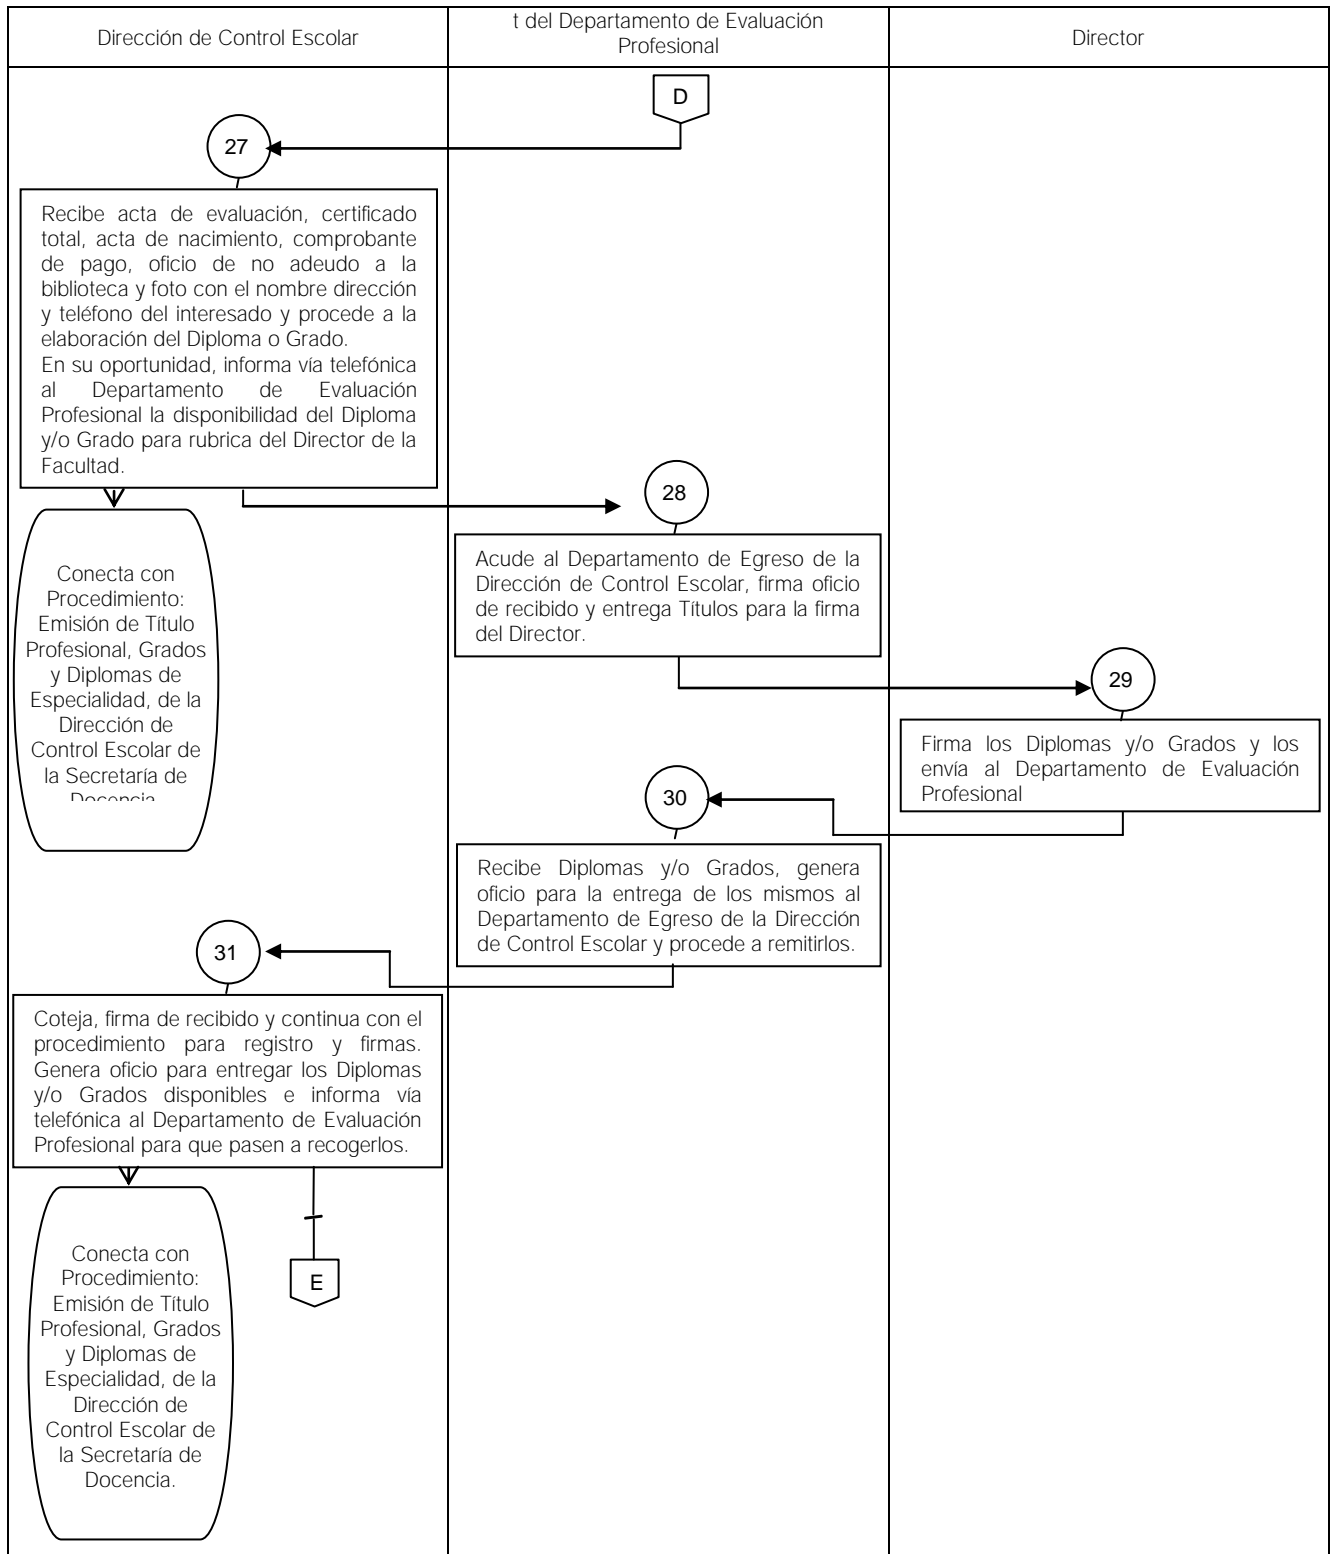 Dirección de Control Escolar
t del Departamento de Evaluación
Profesional
Director
D
27
Recibe acta de evaluación, certificado
total, acta de nacimiento, comprobante
de pago, oficio de no adeudo a la
biblioteca y foto con el nombre dirección
y teléfono del interesado y procede a la
elaboración del Diploma o Grado.
En su oportunidad, informa vía telefónica
al Departamento de Evaluación
Profesional la disponibilidad del Diploma
y/o Grado para rubrica del Director de la
Facultad.
Conecta con
Procedimiento:
Emisión de Título
Profesional, Grados
y Diplomas de
Especialidad, de la
Dirección de
Control Escolar de
la Secretaría de
Docencia
28
Acude al Departamento de Egreso de la
Dirección de Control Escolar, firma oficio
de recibido y entrega Títulos para la firma
del Director.
29
Firma los Diplomas y/o Grados y los
envía al Departamento de Evaluación
Profesional
30
Recibe Diplomas y/o Grados, genera
oficio para la entrega de los mismos al
Departamento de Egreso de la Dirección
de Control Escolar y procede a remitirlos.
31
Coteja, firma de recibido y continua con el
procedimiento para registro y firmas.
Genera oficio para entregar los Diplomas
y/o Grados disponibles e informa vía
telefónica al Departamento de Evaluación
Profesional para que pasen a recogerlos.
Conecta con
Procedimiento:
Emisión de Título
Profesional, Grados
y Diplomas de
Especialidad, de la
Dirección de
Control Escolar de
la Secretaría de
Docencia.
E